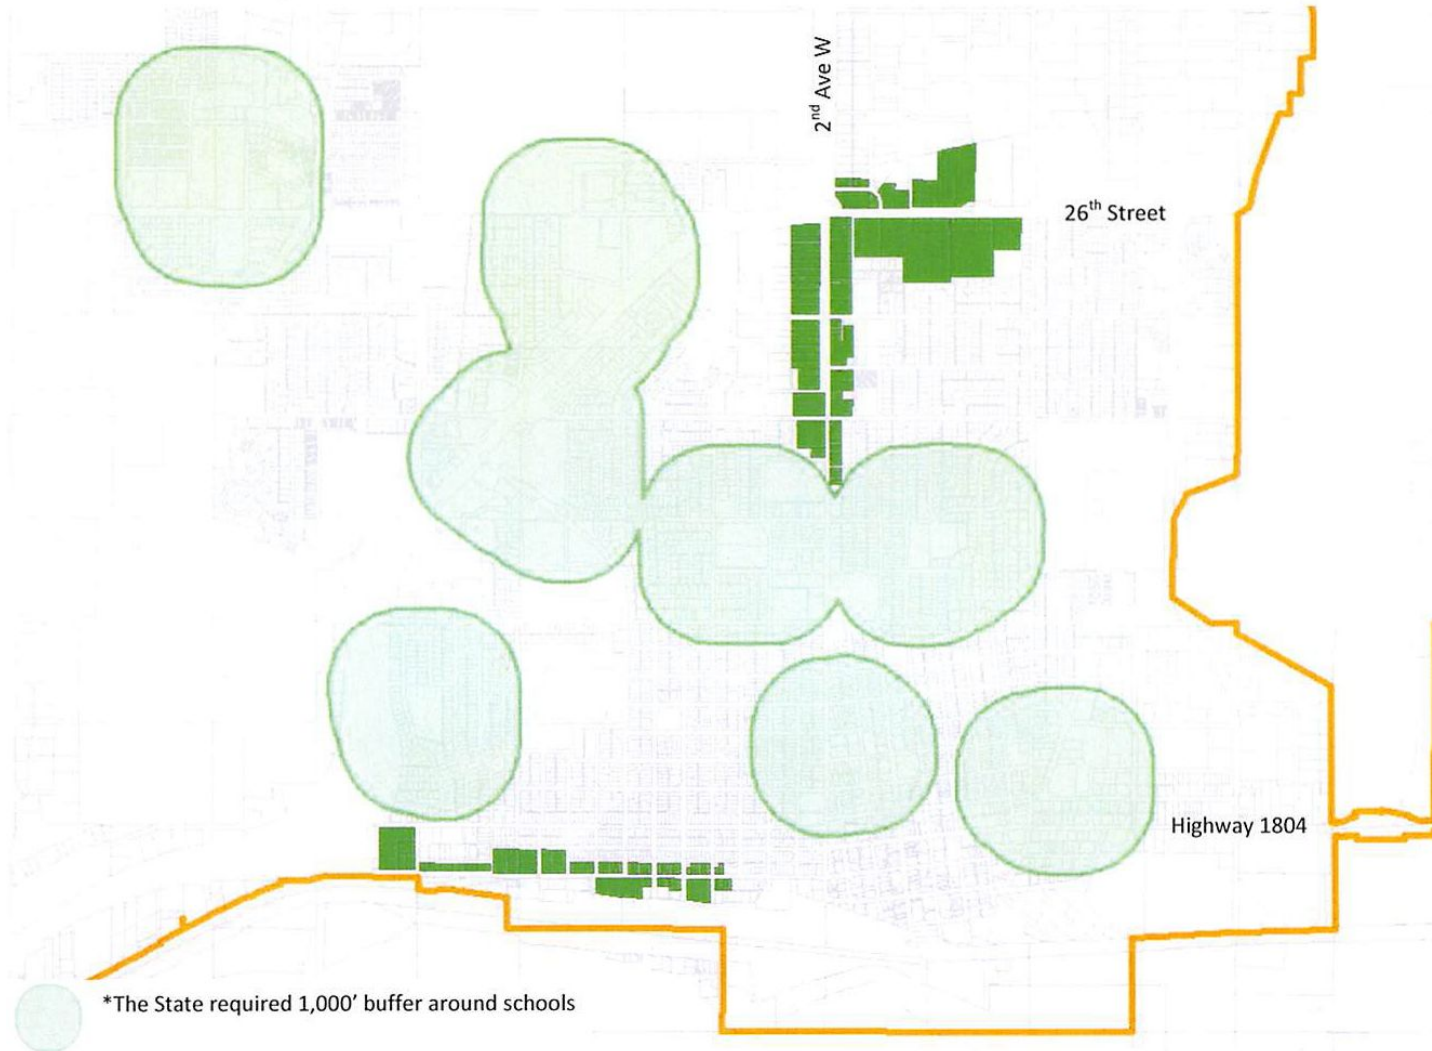 2nd Ave W
26th Street
Highway 1804
*The State required 1,000’ buffer around schools